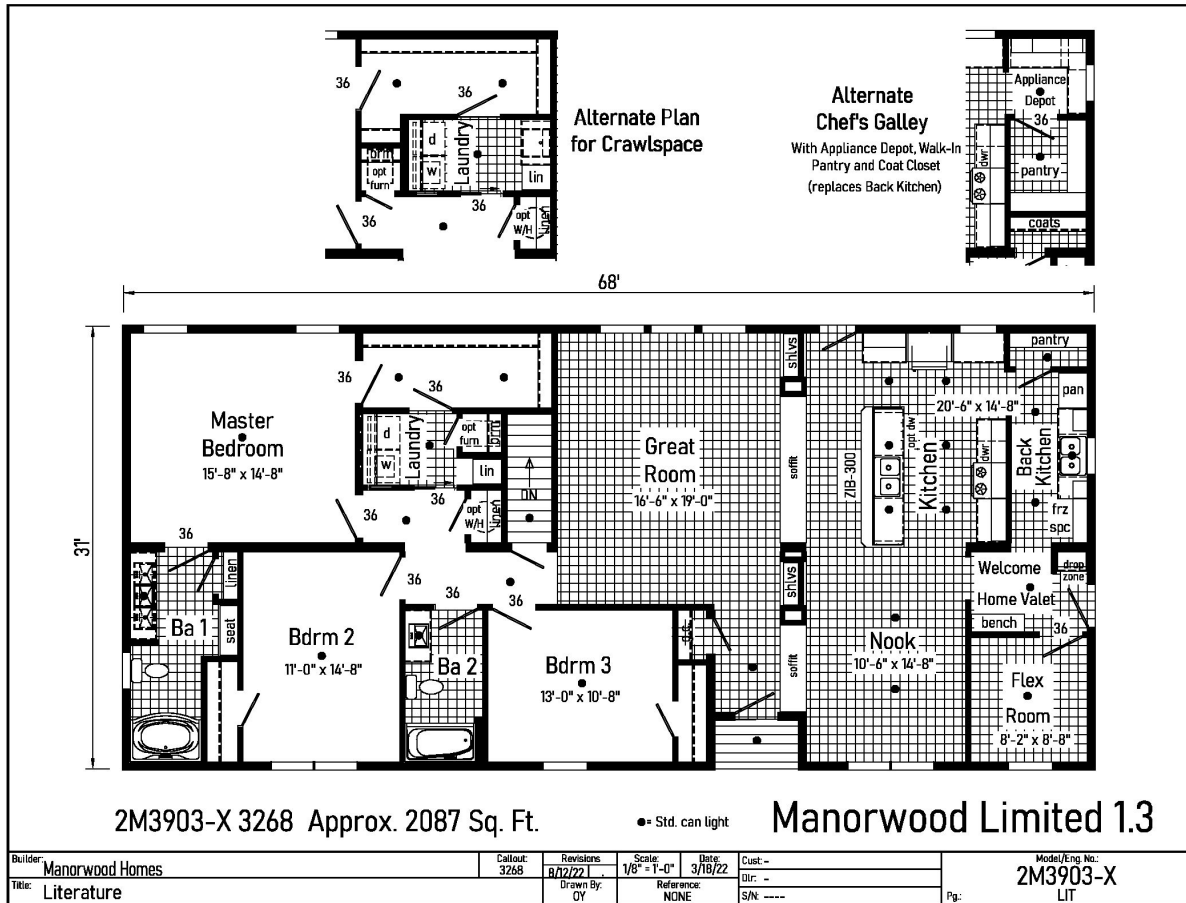 36
36
brm
opt
furn
d
w
Laundry
lin
36
36
opt
W/H
linen
Alternate Plan
for Crawlspace
Alternate
Chef's Galley
With Appliance Depot, Walk-In
Pantry and Coat Closet
(replaces Back Kitchen)
Appliance
Depot
36
dwr
pantry
coats
68'
31'
Master
Bedroom
15'-8" x 14'-8"
36
36
d
w
Laundry
opt
furn
brm
lin
36
36
opt
W/H
linen
DN
Great
Room
16'-6" x 19'-0"
shlvs
soffit
shlvs
soffit
pantry
pan
20'-6" x 14'-8"
ZIB-300
opt dw
Kitchen
dwr
Back
Kitchen
frz
spc
Welcome
Home Valet
drop
zone
bench
36
36
linen
seat
Ba 1
Bdrm 2
11'-0" x 14'-8"
36
36
36
Ba 2
Bdrm 3
13'-0" x 10'-8"
Nook
10'-6" x 14'-8"
Flex
Room
8'-2" x 8'-8"
2M3903-X 3268 Approx. 2087 Sq. Ft.
●= Std. can light
Manorwood Limited 1.3
Builder:
Manorwood Homes
Callout:
3268
Revisions
8/12/22
Scale:
1/8" = 1'-0"
Date:
3/18/22
Cust: -
Dlr: -
S/N: ----
Model/Eng. No.:
2M3903-X
Title:
Literature
Drawn By:
OY
Reference:
NONE
Pg.:
LIT